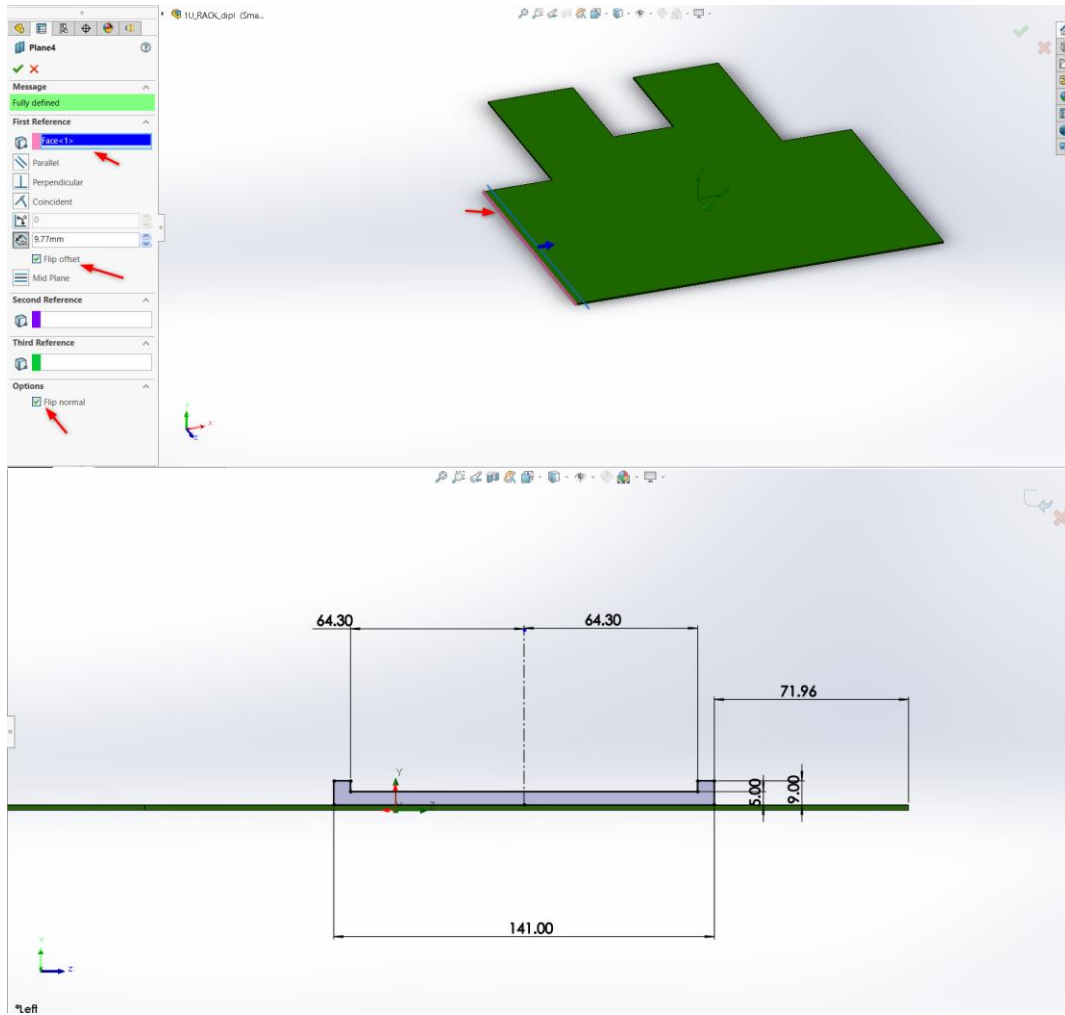 1U_RACK_dipl (Sma...
Plane4
Message
Fully defined
First Reference
Face<1>
Parallel
Perpendicular
Coincident
0
9.77mm
Flip offset
Mid Plane
Second Reference
Third Reference
Options
Flip normal
Y
X
Z
64.30
64.30
71.96
Y
Z
5.00
9.00
141.00
Y
Z
*Left